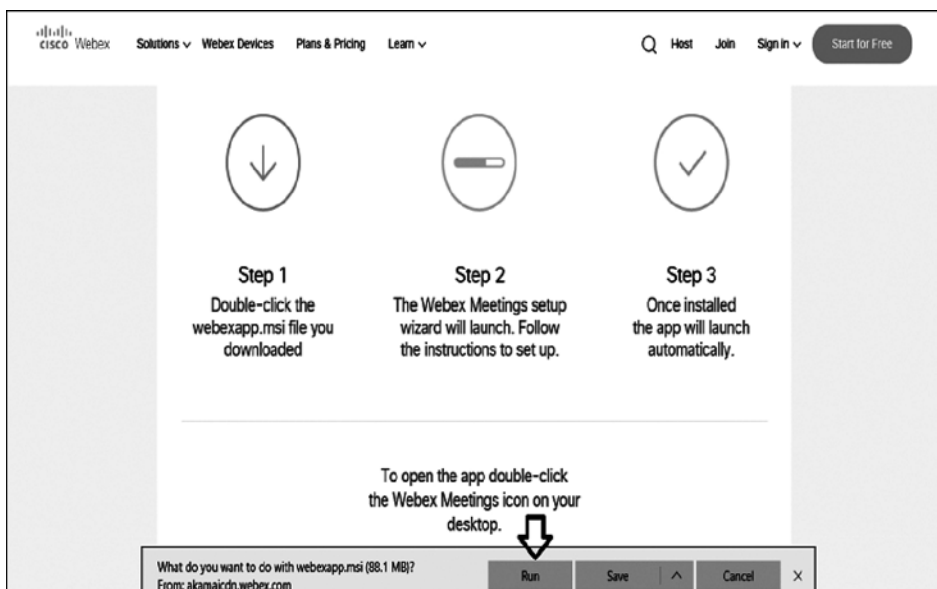 CISCO Webex Solutions Webex Devices Plans & Pricing Learn Host Join Sign in Start for Free
Step 1
Double-click the
webexapp.msi file you
downloaded
Step 2
The Webex Meetings setup
wizard will launch. Follow
the instructions to set up.
Step 3
Once installed
the app will launch
automatically.
To open the app double-click
the Webex Meetings icon on your
desktop.
What do you want to do with webexapp.msi (88.1 MB)?
From: akamaicdn.webex.com
Run Save Cancel X